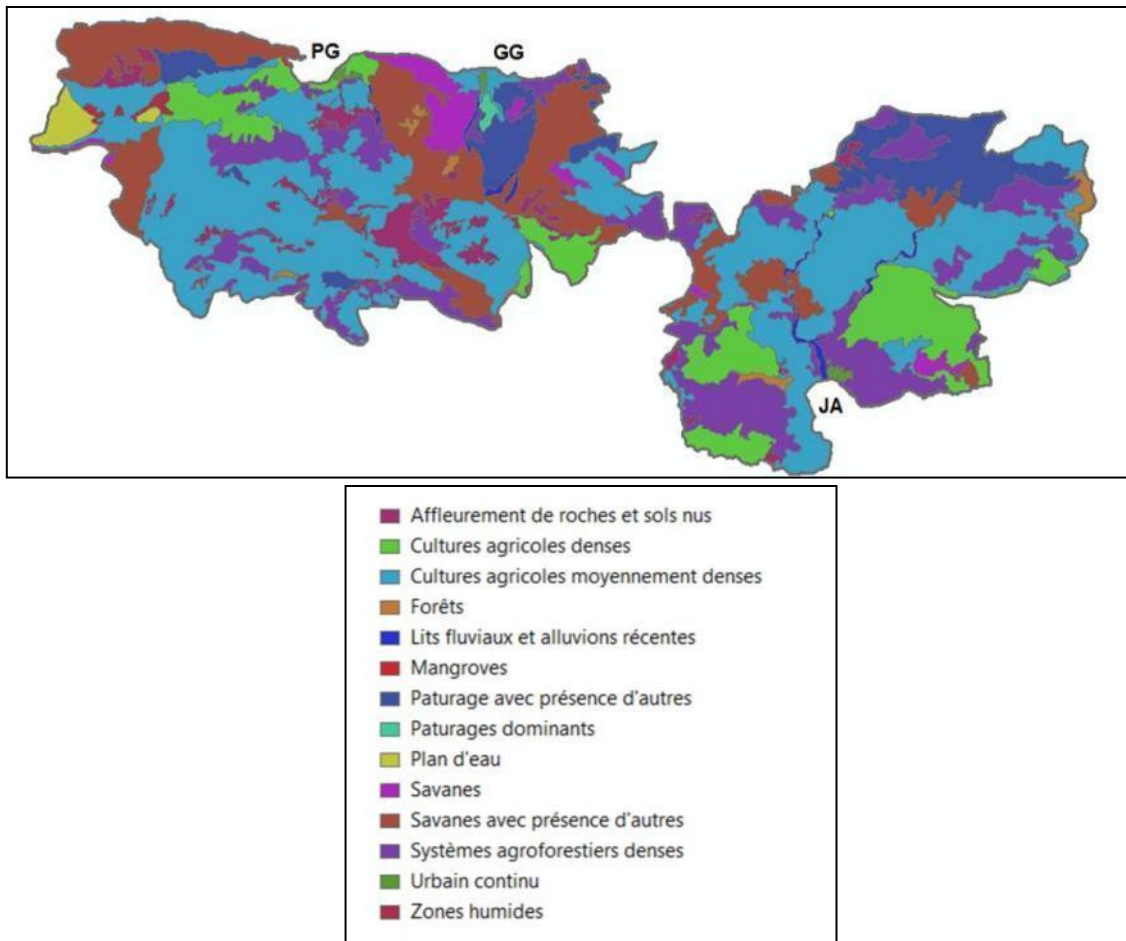 PG
GG
JA
Affleurement de roches et sols nus
Cultures agricoles denses
Cultures agricoles moyennement denses
Forêts
Lits fluviaux et alluvions récentes
Mangroves
Paturage avec présence d'autres
Paturages dominants
Plan d'eau
Savanes
Savanes avec présence d'autres
Systèmes agroforestiers denses
Urbain continu
Zones humides